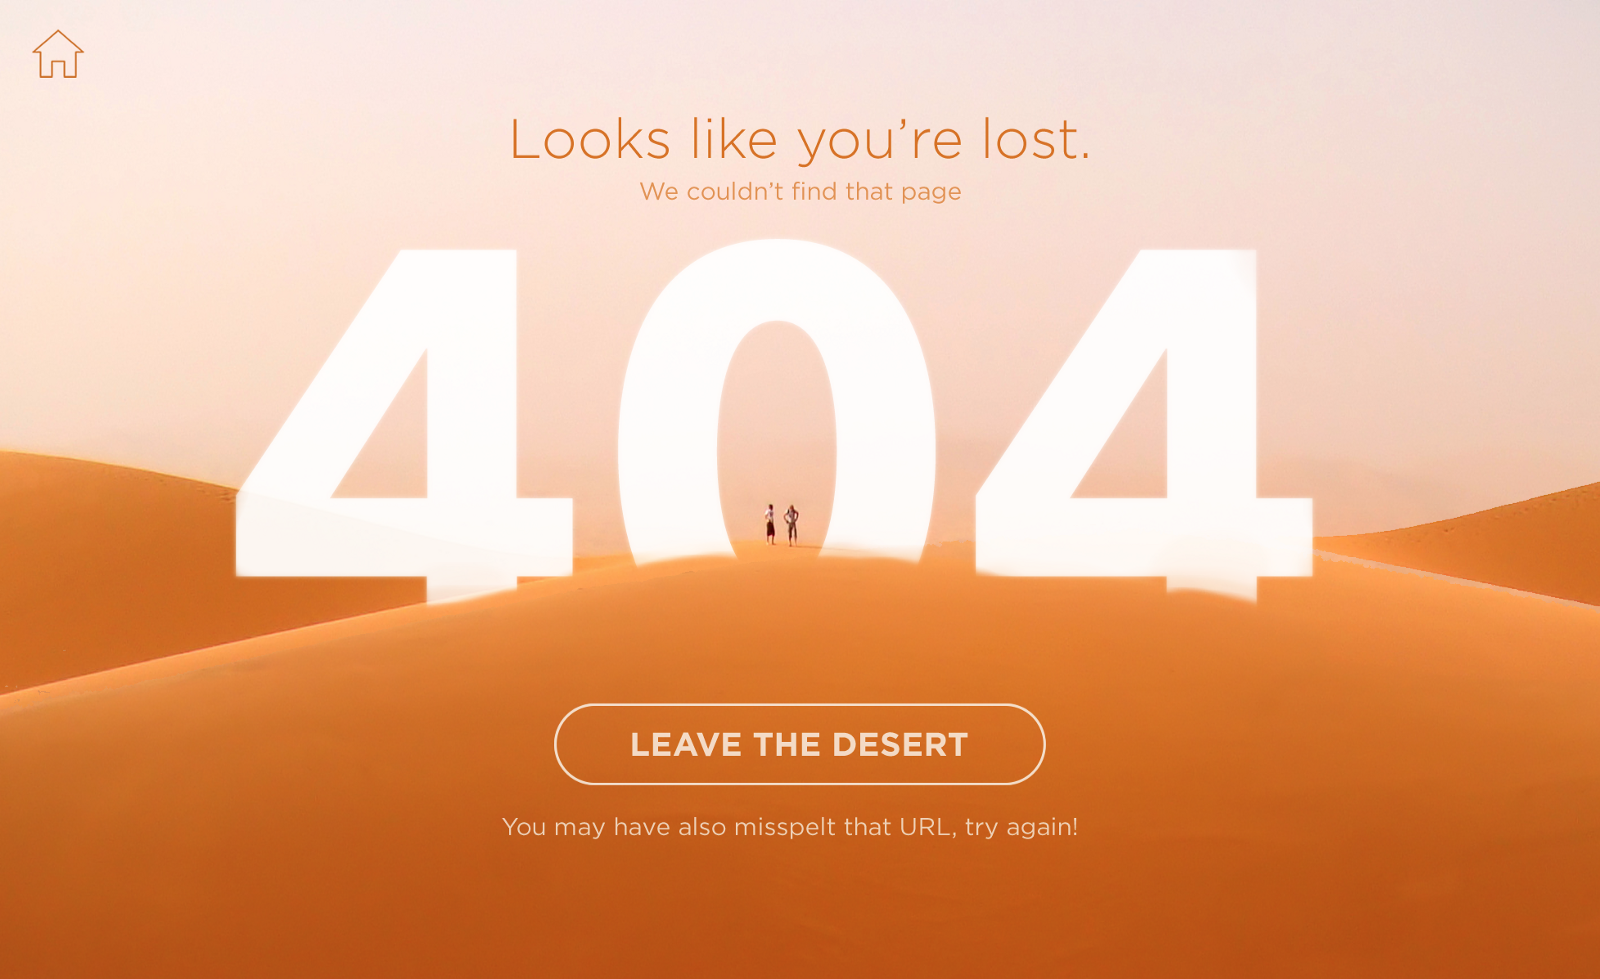 Looks like you’re lost.
We couldn’t find that page
404
LEAVE THE DESERT
You may have also misspelt that URL, try again!